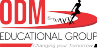 ODM
EDUCATIONAL GROUP
Changing your Tomorrow